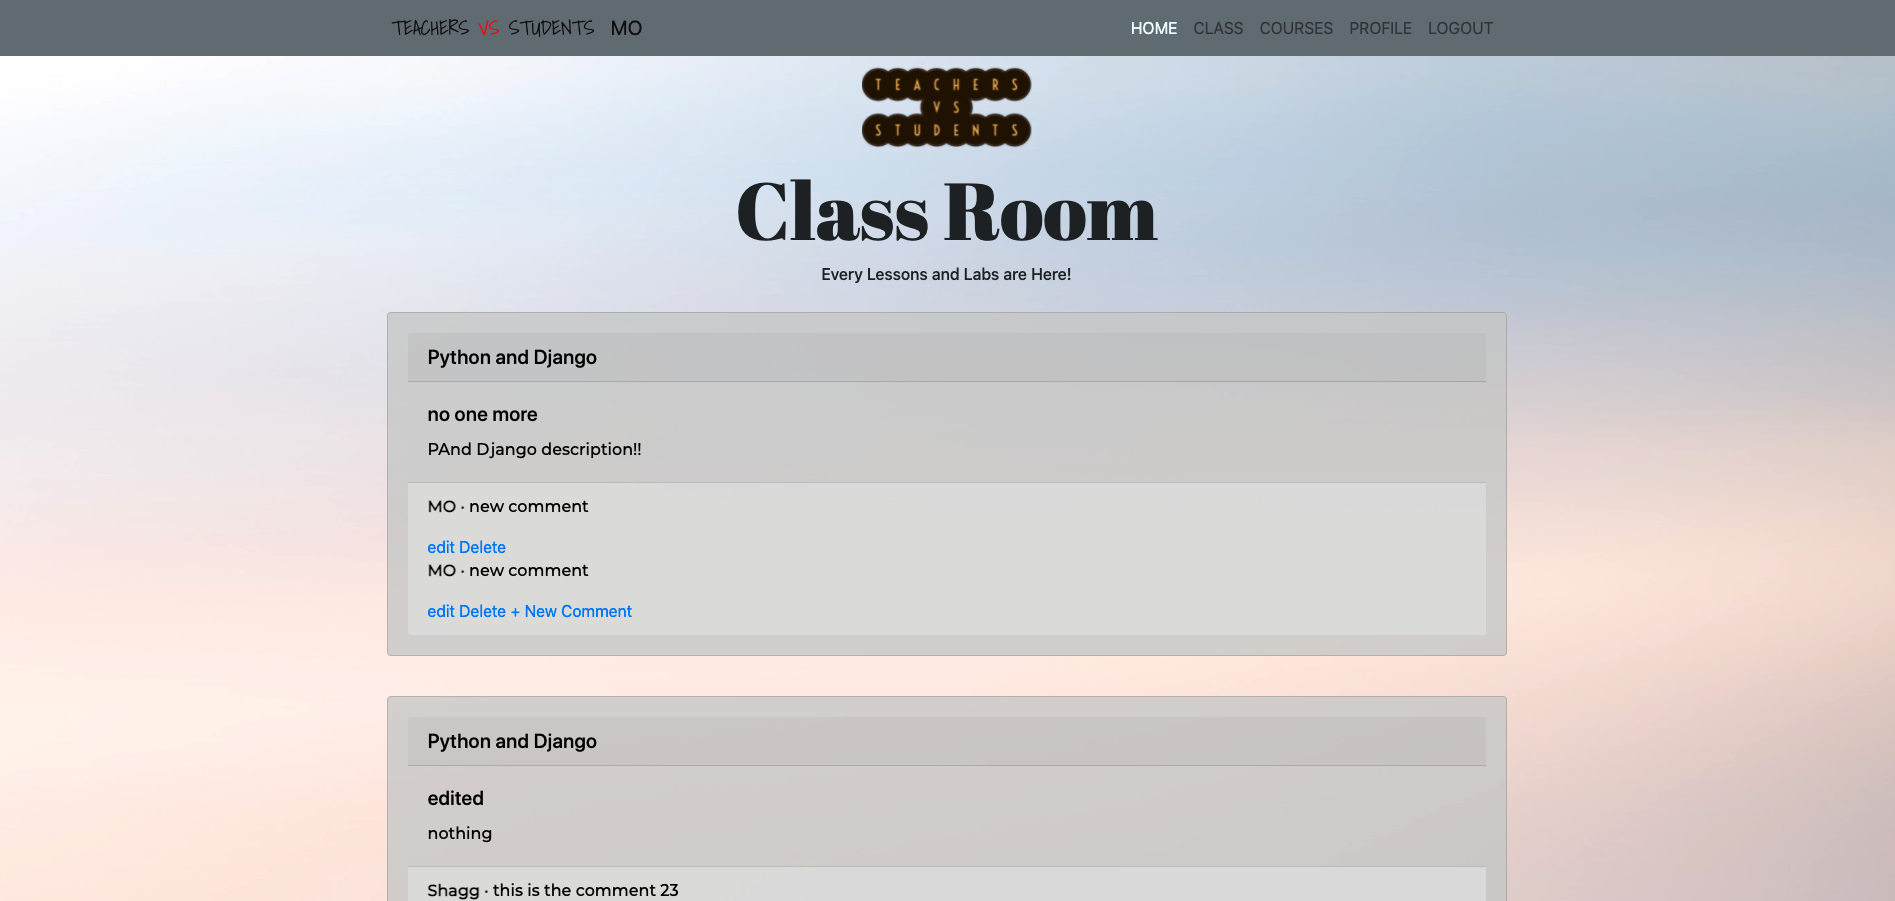 TEACHERS VS STUDENTS MO HOME CLASS COURSES PROFILE LOGOUT
TEACHERS
VS
STUDENTS
Class Room
Every Lessons and Labs are Here!
Python and Django
no one more
PAnd Django description!!
MO · new comment
edit Delete
MO · new comment
edit Delete + New Comment
Python and Django
edited
nothing
Shagg · this is the comment 23